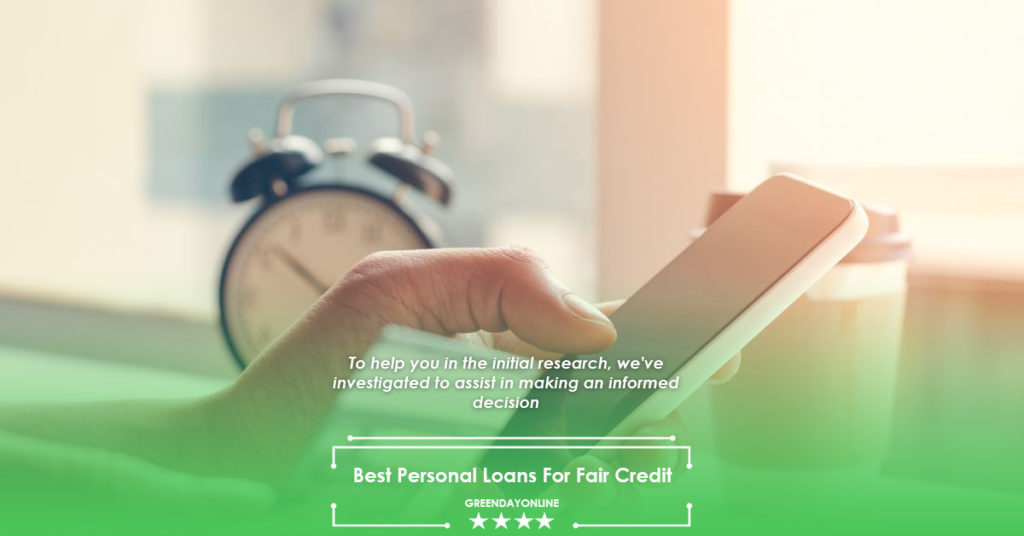 To help you in the initial research, we've
investigated to assist in making an informed
decision
Best Personal Loans For Fair Credit
GREENDAYONLINE